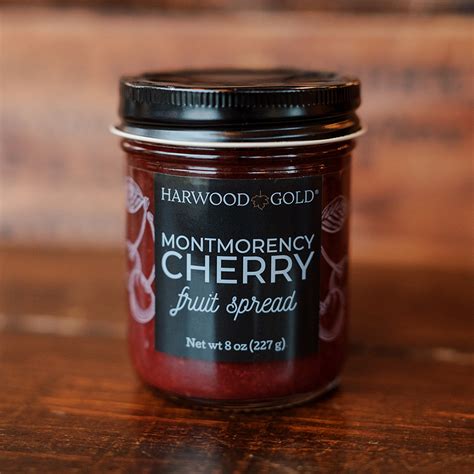 HARWOOD GOLD®
MONTMORENCY
CHERRY
fruit spread
Net wt 8 oz (227 g)